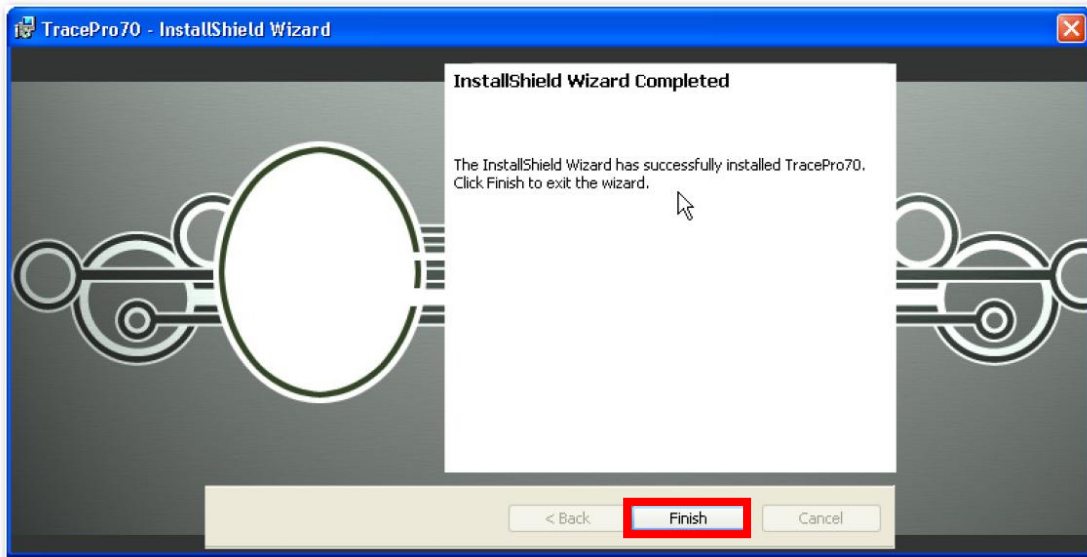 TracePro70 - InstallShield Wizard
InstallShield Wizard Completed
The InstallShield Wizard has successfully installed TracePro70.
Click Finish to exit the wizard.
< Back
Finish
Cancel